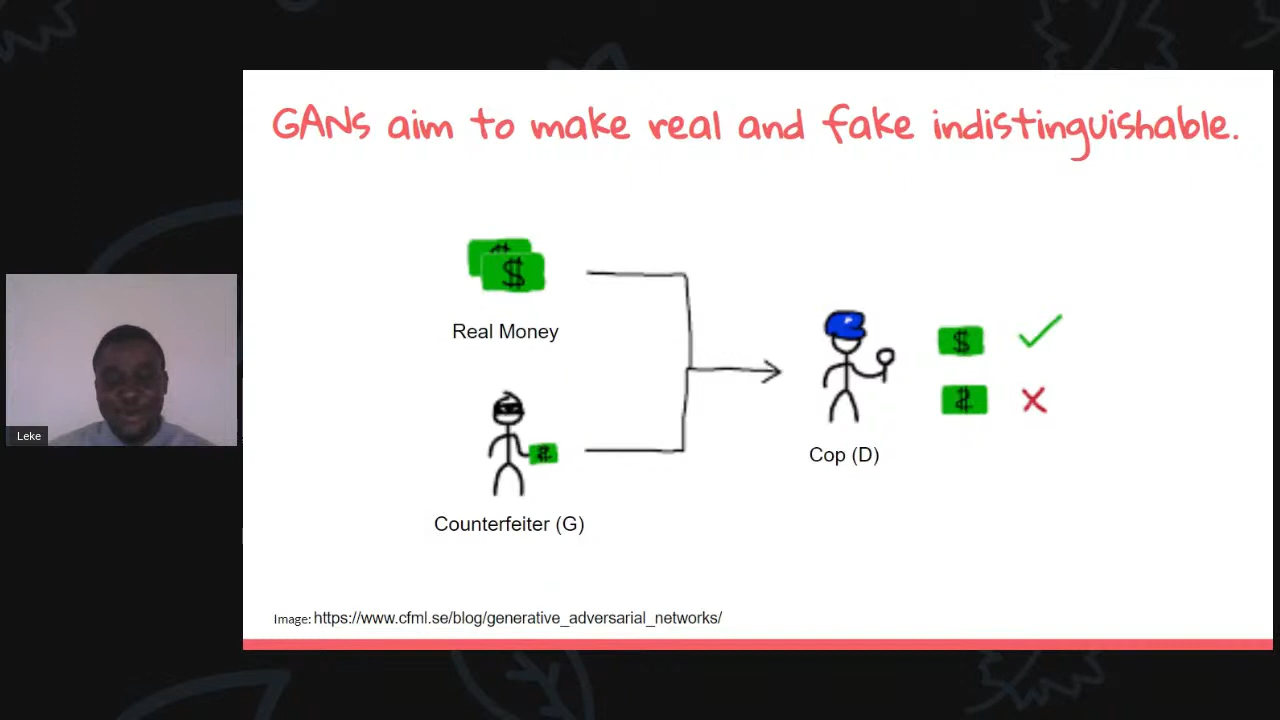 GANs aim to make real and fake indistinguishable.
$
$
Real Money
$
Cop (D)
Counterfeiter (G)
Leke
Image: https://www.cfml.se/blog/generative_adversarial_networks/